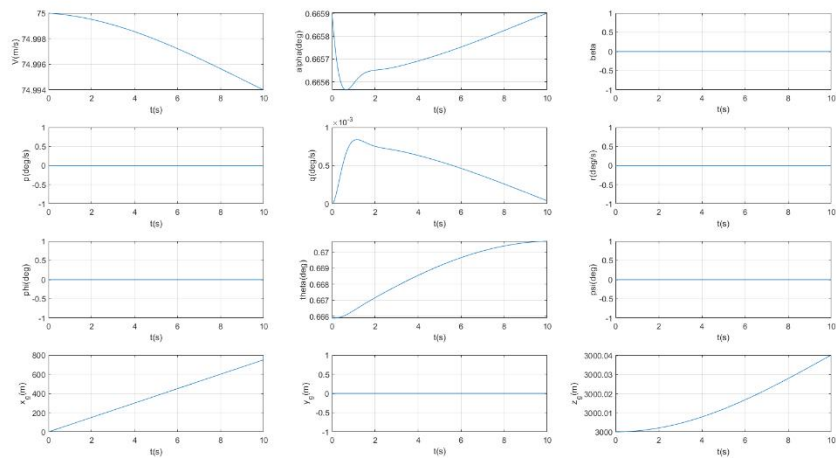 75
74.998
74.996
74.994
V(m/s)
0 2 4 6 8 10
t(s)
0.6659
0.6658
0.6657
0.6656
alpha(deg)
0 2 4 6 8 10
t(s)
1
0.5
0
-0.5
-1
beta
0 2 4 6 8 10
t(s)
1
0.5
0
-0.5
-1
p(deg/s)
0 2 4 6 8 10
t(s)
×10-3
1
0.5
0
q(deg/s)
0 2 4 6 8 10
t(s)
1
0.5
0
-0.5
-1
r(deg/s)
0 2 4 6 8 10
t(s)
1
0.5
0
-0.5
-1
phi(deg)
0 2 4 6 8 10
t(s)
0.67
0.669
0.668
0.667
0.666
theta(deg)
0 2 4 6 8 10
t(s)
1
0.5
0
-0.5
-1
psi(deg)
0 2 4 6 8 10
t(s)
800
600
400
200
0
xg(m)
0 2 4 6 8 10
t(s)
1
0.5
0
-0.5
-1
yg(m)
0 2 4 6 8 10
t(s)
3000.04
3000.03
3000.02
3000.01
3000
zg(m)
0 2 4 6 8 10
t(s)